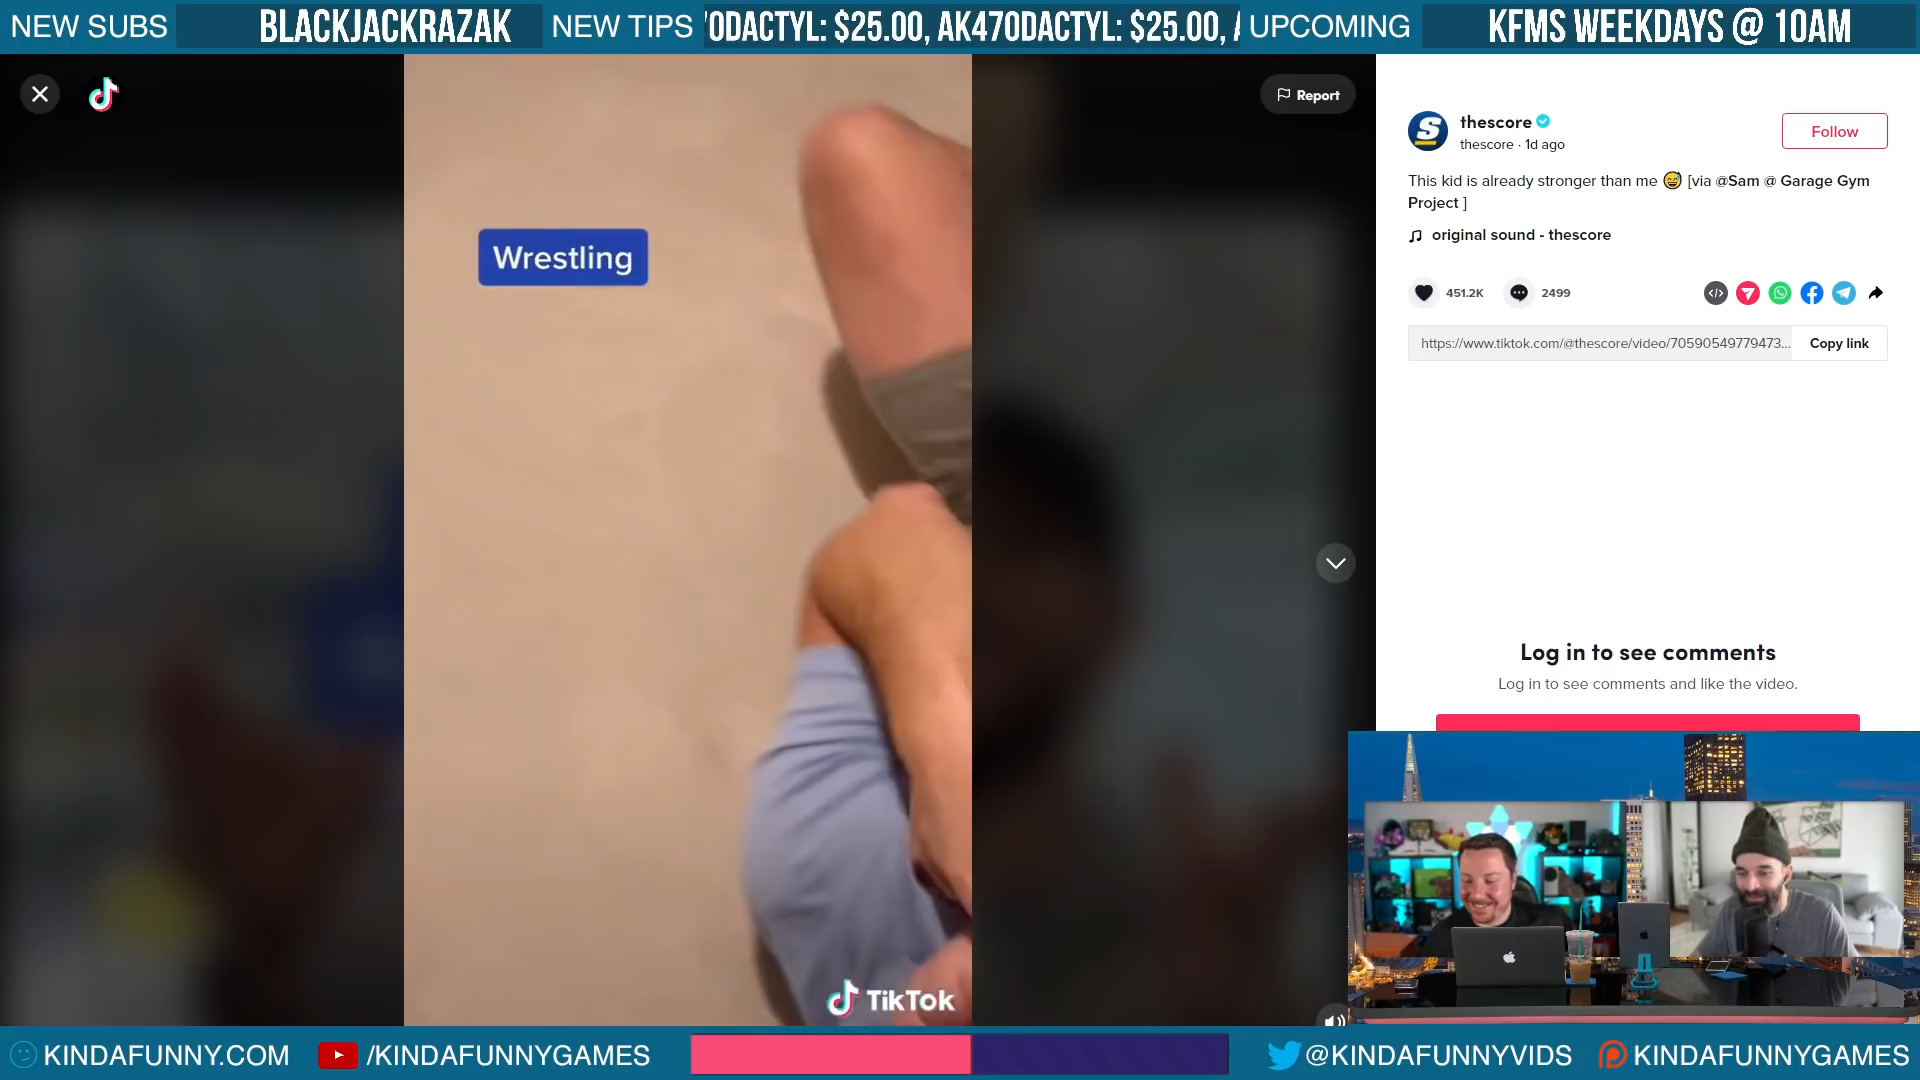 NEW SUBS
BLACKJACKRAZAK
NEW TIPS
ODACTYL: $25.00, AK47ODACTYL: $25.00,
UPCOMING
KFMS WEEKDAYS @ 10AM
Report
Wrestling
TikTok
thescore
thescore · 1d ago
Follow
This kid is already stronger than me 😅 [via @Sam @ Garage Gym
Project ]
original sound - thescore
451.2K
2499
https://www.tiktok.com/@thescore/video/70590549779473...
Copy link
Log in to see comments
Log in to see comments and like the video.
KINDAFUNNY.COM
/KINDAFUNNYGAMES
@KINDAFUNNYVIDS
KINDAFUNNYGAMES